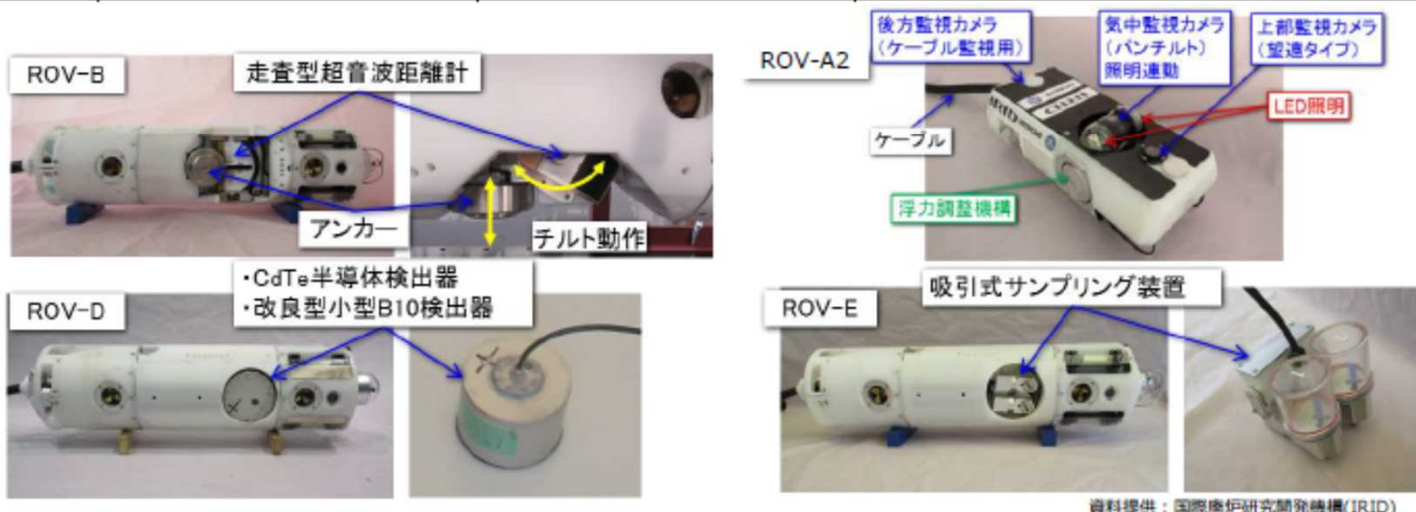 ROV-B
走査型超音波距離計
アンカー
チルト動作
ROV-A2
後方監視カメラ
(ケーブル監視用)
気中監視カメラ
(パンチルト)
照明連動
上部監視カメラ
(望遠タイプ)
LED照明
ケーブル
浮力調整機構
IRID
ROV-D
・CdTe半導体検出器
・改良型小型B10検出器
ROV-E
吸引式サンプリング装置
資料提供：国際廃炉研究開発機構(IRID)